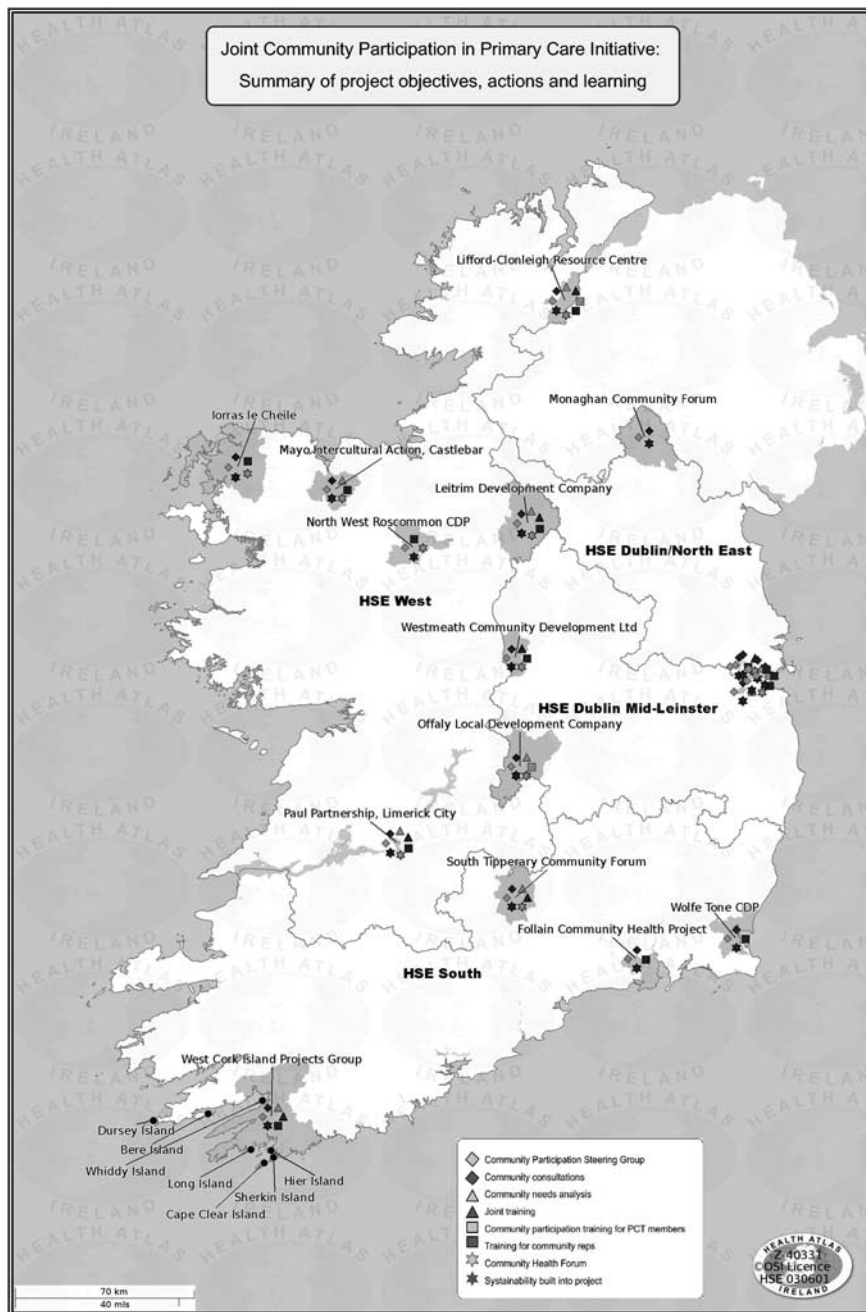 Joint Community Participation in Primary Care Initiative:
Summary of project objectives, actions and learning
Lifford-Clonleigh Resource Centre
Monaghan Community Forum
Iorras le Cheile
Mayo Intercultural Action, Castlebar
Leitrim Development Company
North West Roscommon CDP
HSE Dublin/North East
HSE West
Westmeath Community Development Ltd
HSE Dublin Mid-Leinster
Offaly Local Development Company
Paul Partnership, Limerick City
South Tipperary Community Forum
Wolfe Tone CDP
Follain Community Health Project
HSE South
West Cork Island Projects Group
Dursey Island
Bere Island
Whiddy Island
Long Island
Hier Island
Sherkin Island
Cape Clear Island
Community Participation Steering Group
Community consultations
Community needs analysis
Joint training
Community participation training for PCT members
Training for community reps
Community Health Forum
Sustainability built into project
HEALTH ATLAS
Z-40331
©OSI Licence
HSE 030601
IRELAND
70 km
40 mls